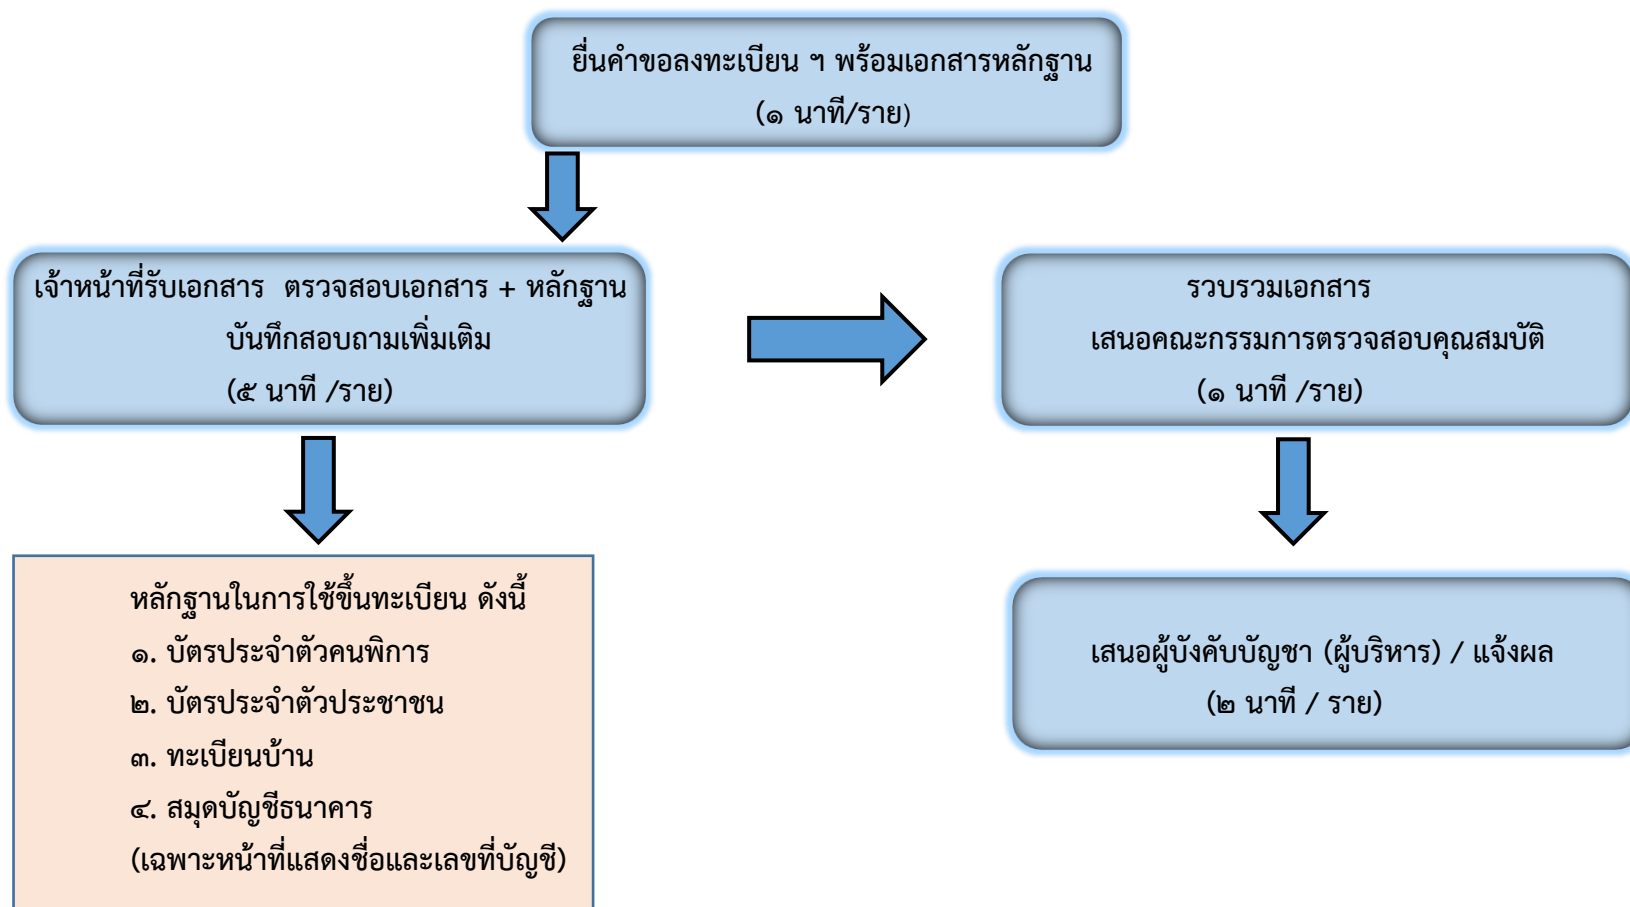 ยื่นคำขอลงทะเบียน ฯ พร้อมเอกสารหลักฐาน
(๑ นาที/ราย)
เจ้าหน้าที่รับเอกสาร ตรวจสอบเอกสาร + หลักฐาน
บันทึกสอบถามเพิ่มเติม
(๕ นาที /ราย)
รวบรวมเอกสาร
เสนอคณะกรรมการตรวจสอบคุณสมบัติ
(๑ นาที /ราย)
หลักฐานในการใช้ขึ้นทะเบียน ดังนี้
๑. บัตรประจำตัวคนพิการ
๒. บัตรประจำตัวประชาชน
๓. ทะเบียนบ้าน
๔. สมุดบัญชีธนาคาร
(เฉพาะหน้าที่แสดงชื่อและเลขที่บัญชี)
เสนอผู้บังคับบัญชา (ผู้บริหาร) / แจ้งผล
(๒ นาที / ราย)